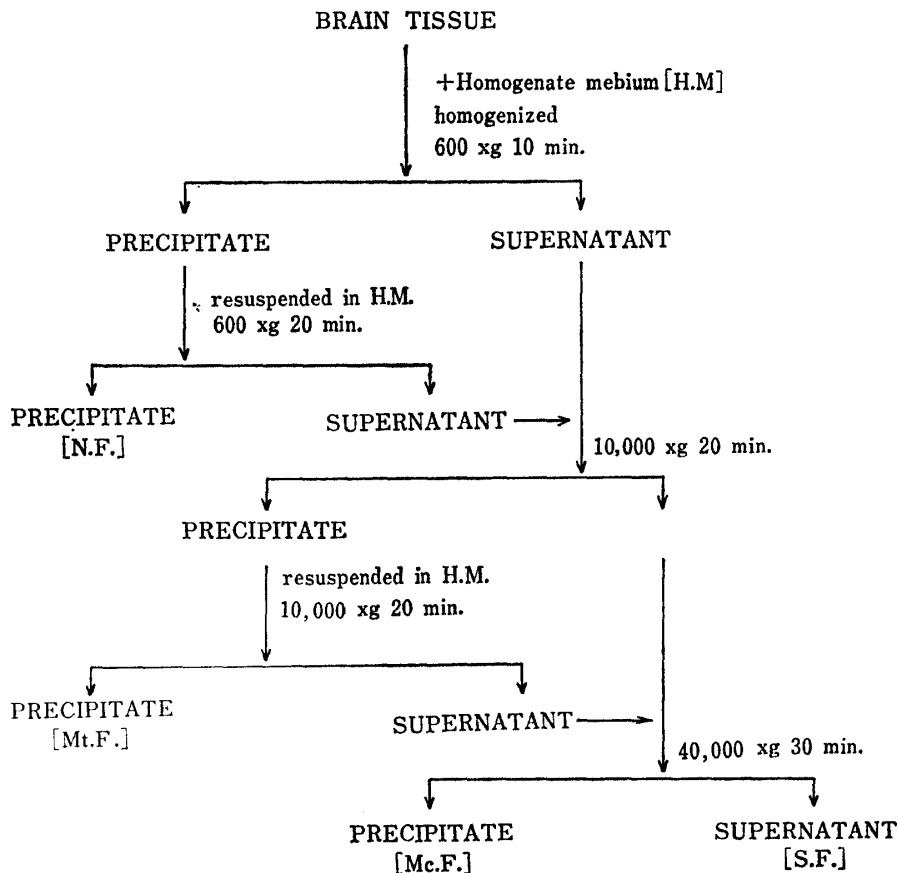 BRAIN TISSUE
+Homogenate mebium [H.M]
homogenized
600 xg 10 min.
PRECIPITATE
SUPERNATANT
resuspended in H.M.
600 xg 20 min.
PRECIPITATE
[N.F.]
SUPERNATANT
10,000 xg 20 min.
PRECIPITATE
resuspended in H.M.
10,000 xg 20 min.
PRECIPITATE
[Mt.F.]
SUPERNATANT
40,000 xg 30 min.
PRECIPITATE
[Mc.F.]
SUPERNATANT
[S.F.]